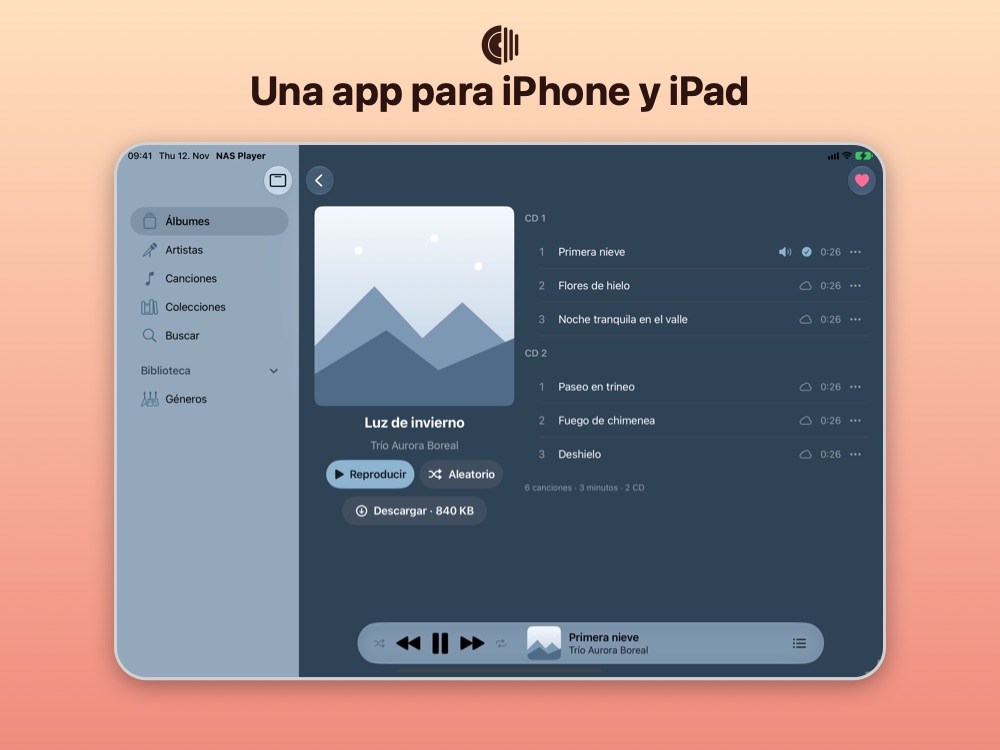 Una app para iPhone y iPad
09:41 Thu 12. Nov NAS Player
Álbumes
Artistas
Canciones
Colecciones
Buscar
Biblioteca
Géneros
Luz de invierno
Trío Aurora Boreal
Reproducir
Aleatorio
Descargar · 840 KB
CD 1
1 Primera nieve 0:26
2 Flores de hielo 0:26
3 Noche tranquila en el valle 0:26
CD 2
1 Paseo en trineo 0:26
2 Fuego de chimenea 0:26
3 Deshielo 0:26
6 canciones · 3 minutos · 2 CD
Primera nieve
Trío Aurora Boreal